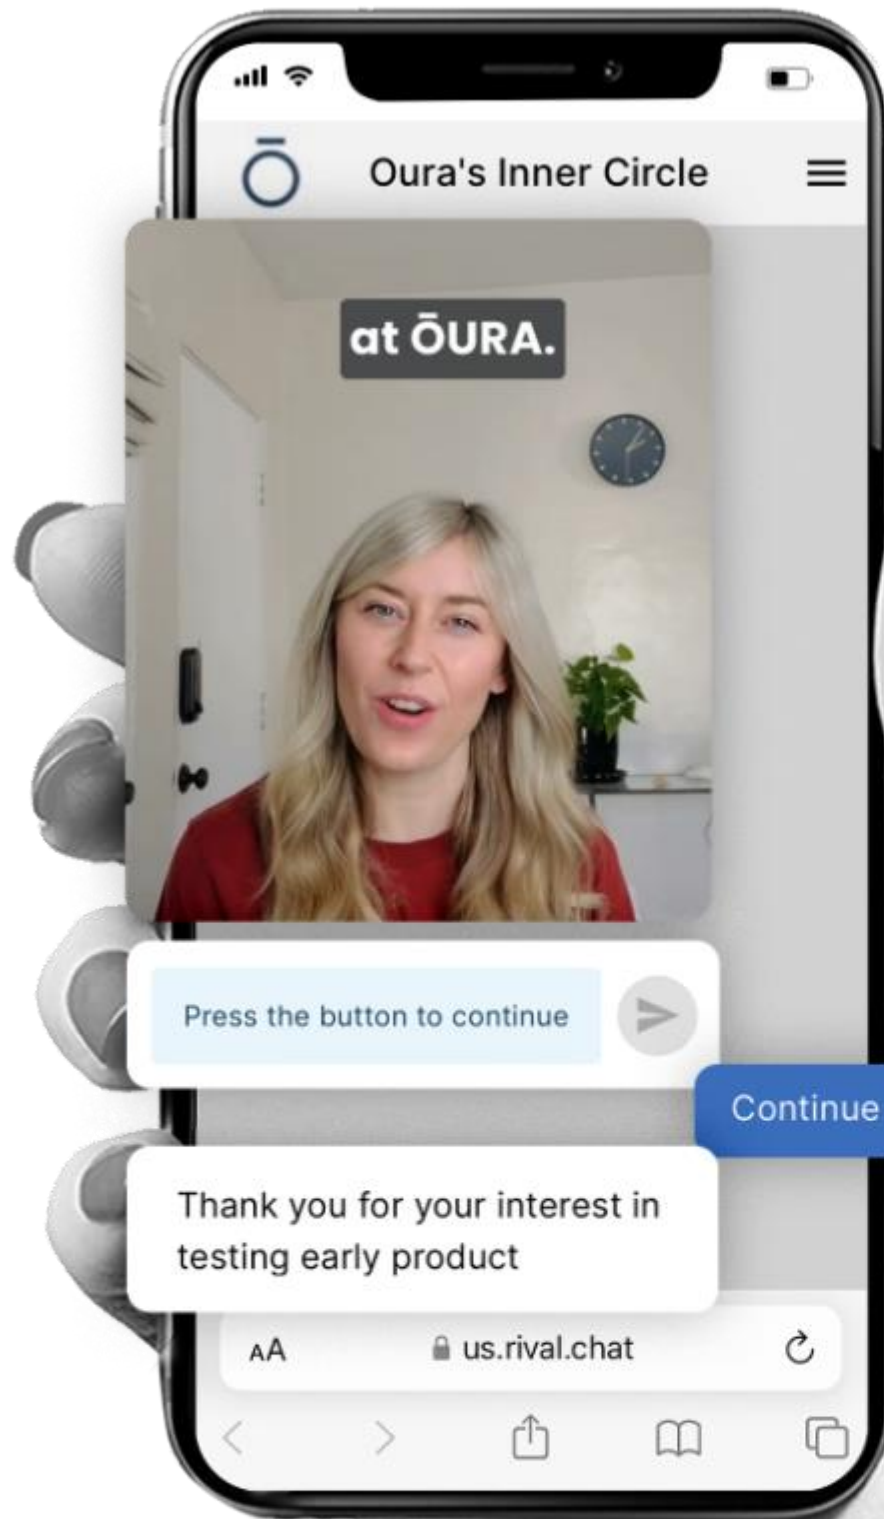 Ō
Oura's Inner Circle
at ŌURA.
Press the button to continue
Continue
Thank you for your interest in
testing early product
AA
us.rival.chat